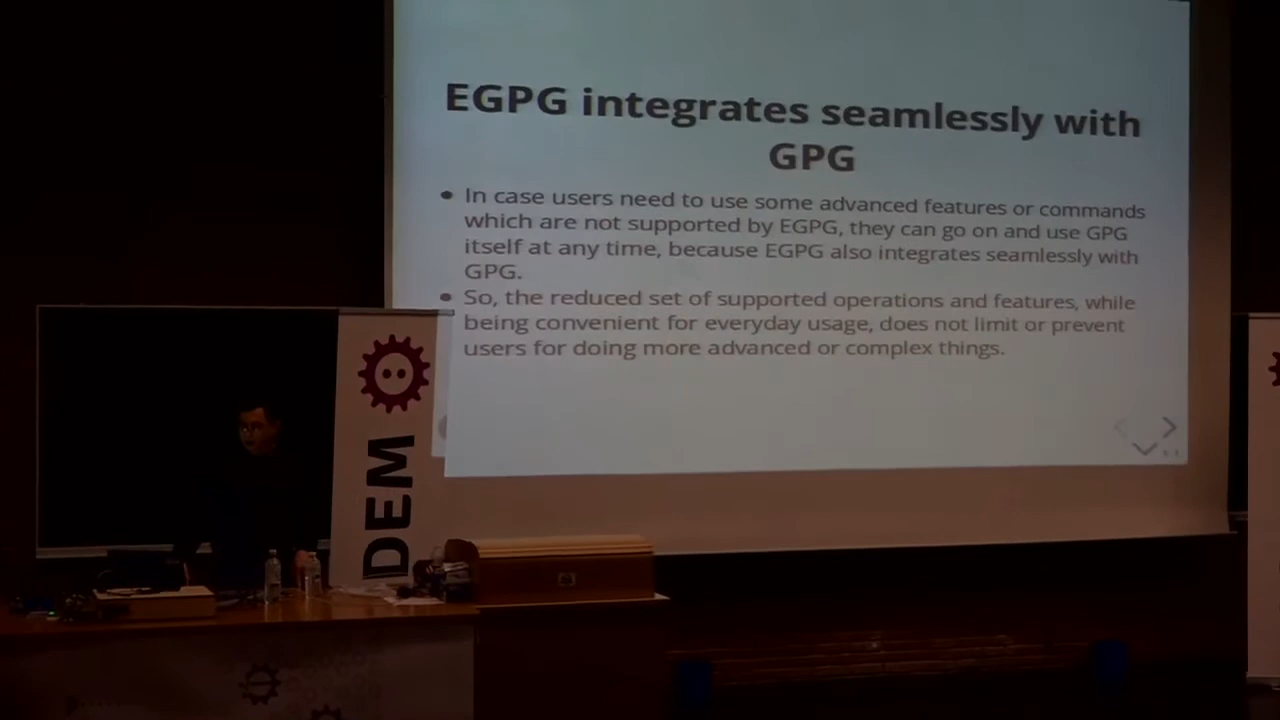 EGPG integrates seamlessly with
GPG
In case users need to use some advanced features or commands
which are not supported by EGPG, they can go on and use GPG
itself at any time, because EGPG also integrates seamlessly with
GPG.
So, the reduced set of supported operations and features, while
being convenient for everyday usage, does not limit or prevent
users for doing more advanced or complex things.
DEM